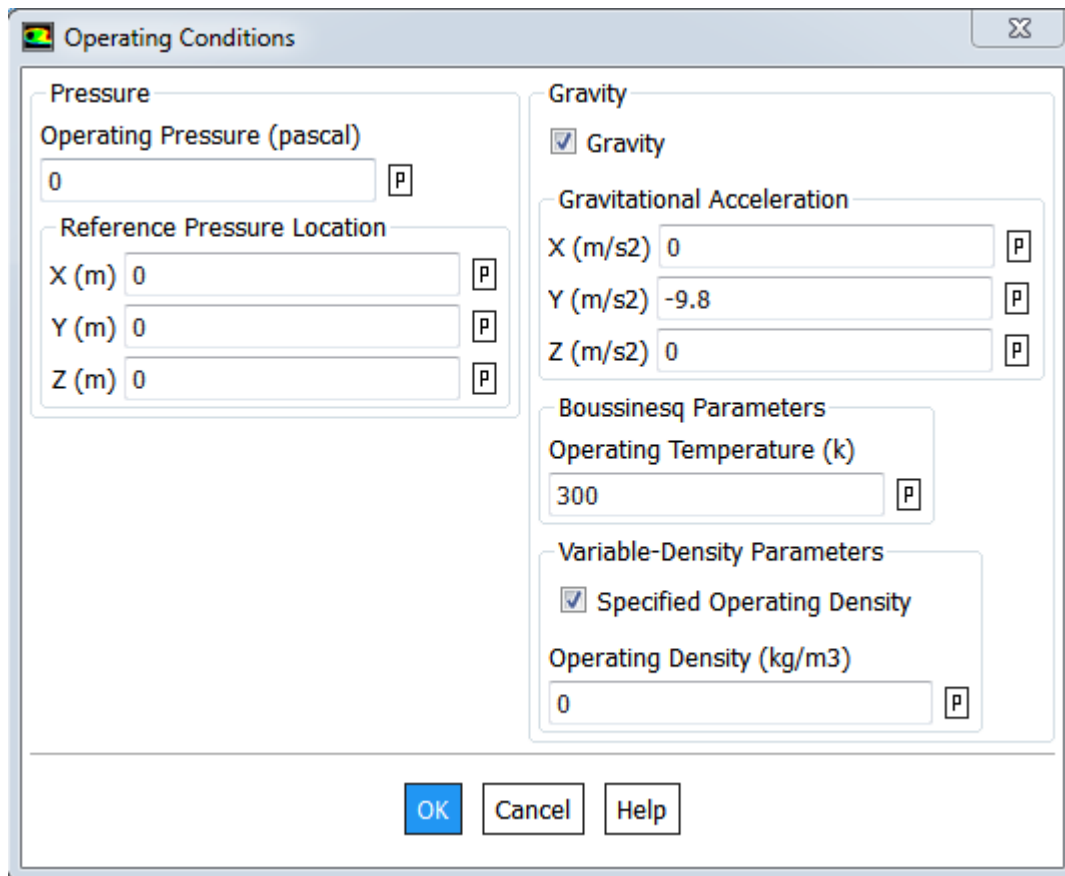 Operating Conditions
Pressure
Operating Pressure (pascal)
0 P
Reference Pressure Location
X (m) 0 P
Y (m) 0 P
Z (m) 0 P
Gravity
Gravity
Gravitational Acceleration
X (m/s2) 0 P
Y (m/s2) -9.8 P
Z (m/s2) 0 P
Boussinesq Parameters
Operating Temperature (k)
300 P
Variable-Density Parameters
Specified Operating Density
Operating Density (kg/m3)
0 P
OK Cancel Help